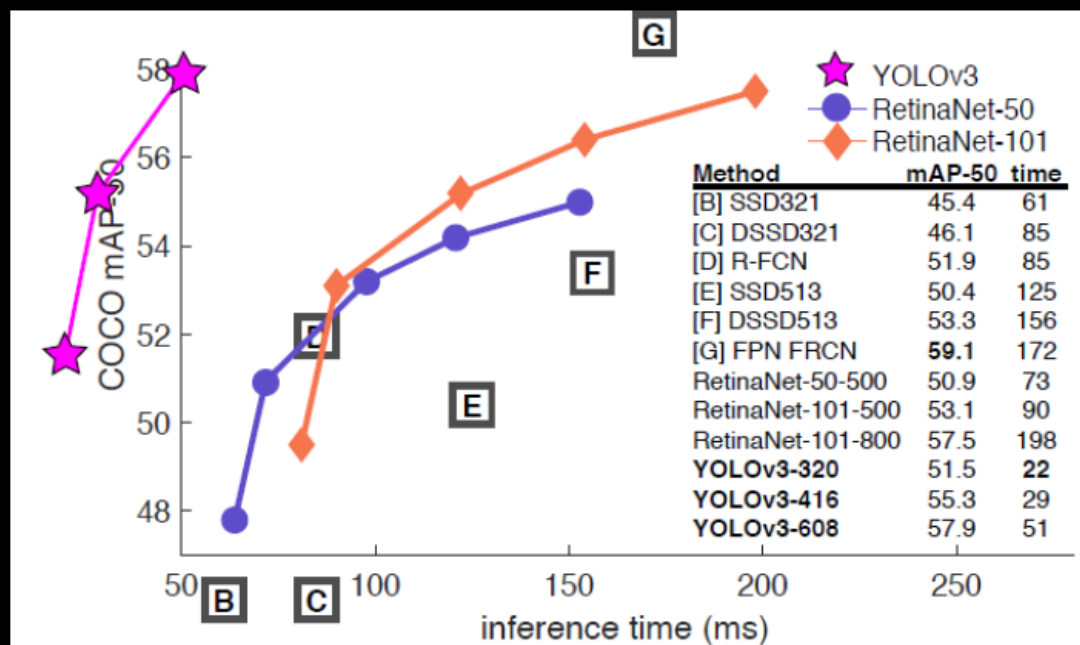 G
58
YOLOv3
RetinaNet-50
RetinaNet-101
56
54
52
50
48
COCO mAP-50
Method mAP-50 time
[B] SSD321 45.4 61
[C] DSSD321 46.1 85
[D] R-FCN 51.9 85
[E] SSD513 50.4 125
[F] DSSD513 53.3 156
[G] FPN FRCN 59.1 172
RetinaNet-50-500 50.9 73
RetinaNet-101-500 53.1 90
RetinaNet-101-800 57.5 198
YOLOv3-320 51.5 22
YOLOv3-416 55.3 29
YOLOv3-608 57.9 51
F
D
E
50 100 150 200 250
B C
inference time (ms)